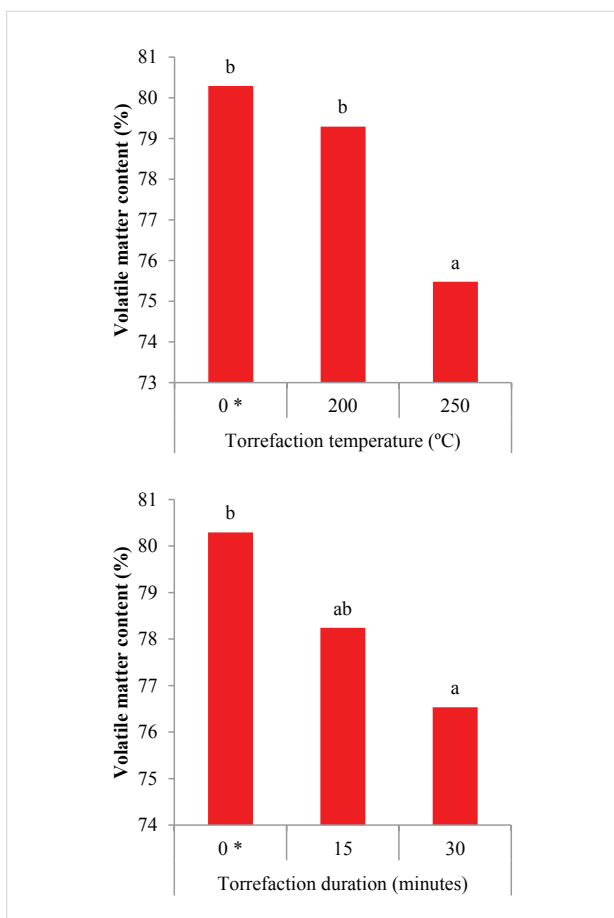 81
80
79
78
77
76
75
74
73
Volatile matter content (%)
b
b
a
0 * 200 250
Torrefaction temperature (ºC)
81
80
79
78
77
76
75
74
Volatile matter content (%)
b
ab
a
0 * 15 30
Torrefaction duration (minutes)